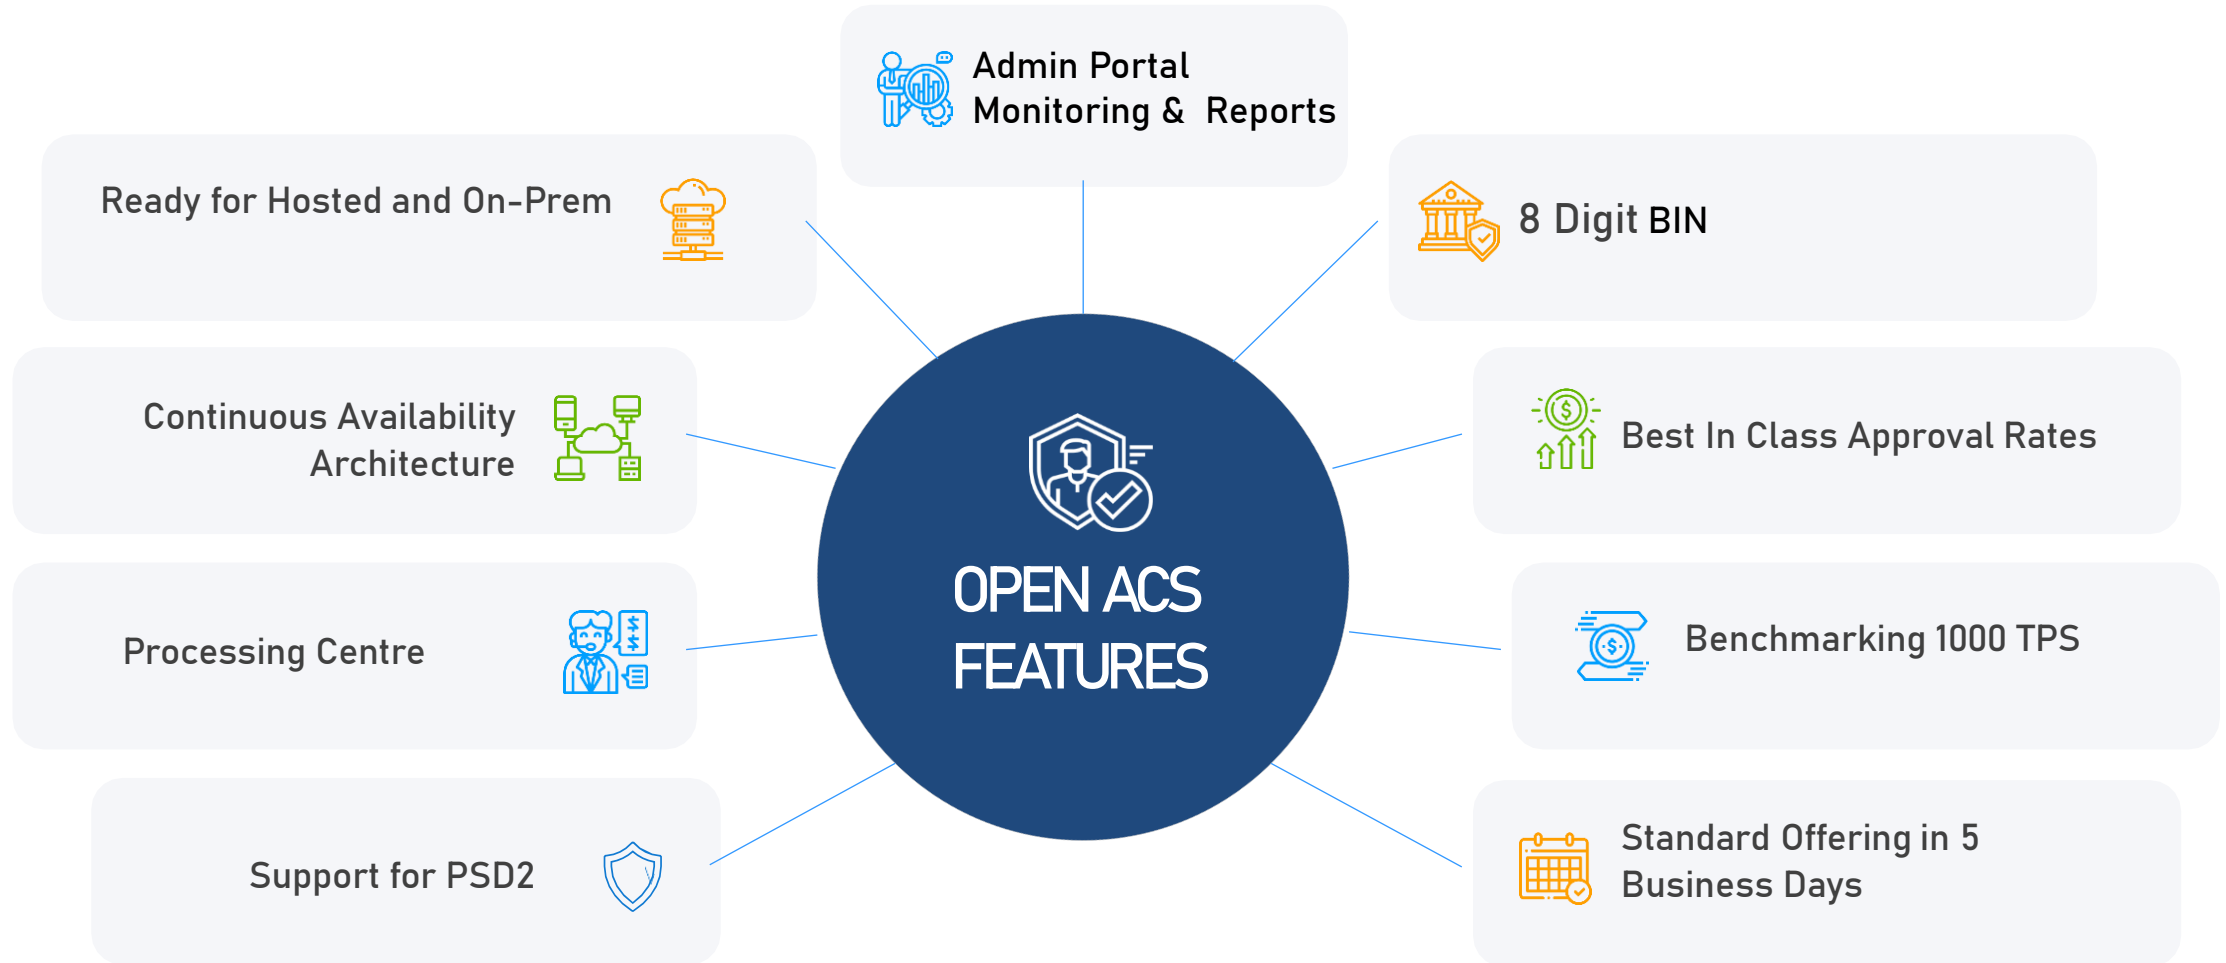 Admin Portal
Monitoring & Reports
Ready for Hosted and On-Prem
8 Digit BIN
Continuous Availability
Architecture
Best In Class Approval Rates
OPEN ACS
FEATURES
Processing Centre
Benchmarking 1000 TPS
Support for PSD2
Standard Offering in 5
Business Days